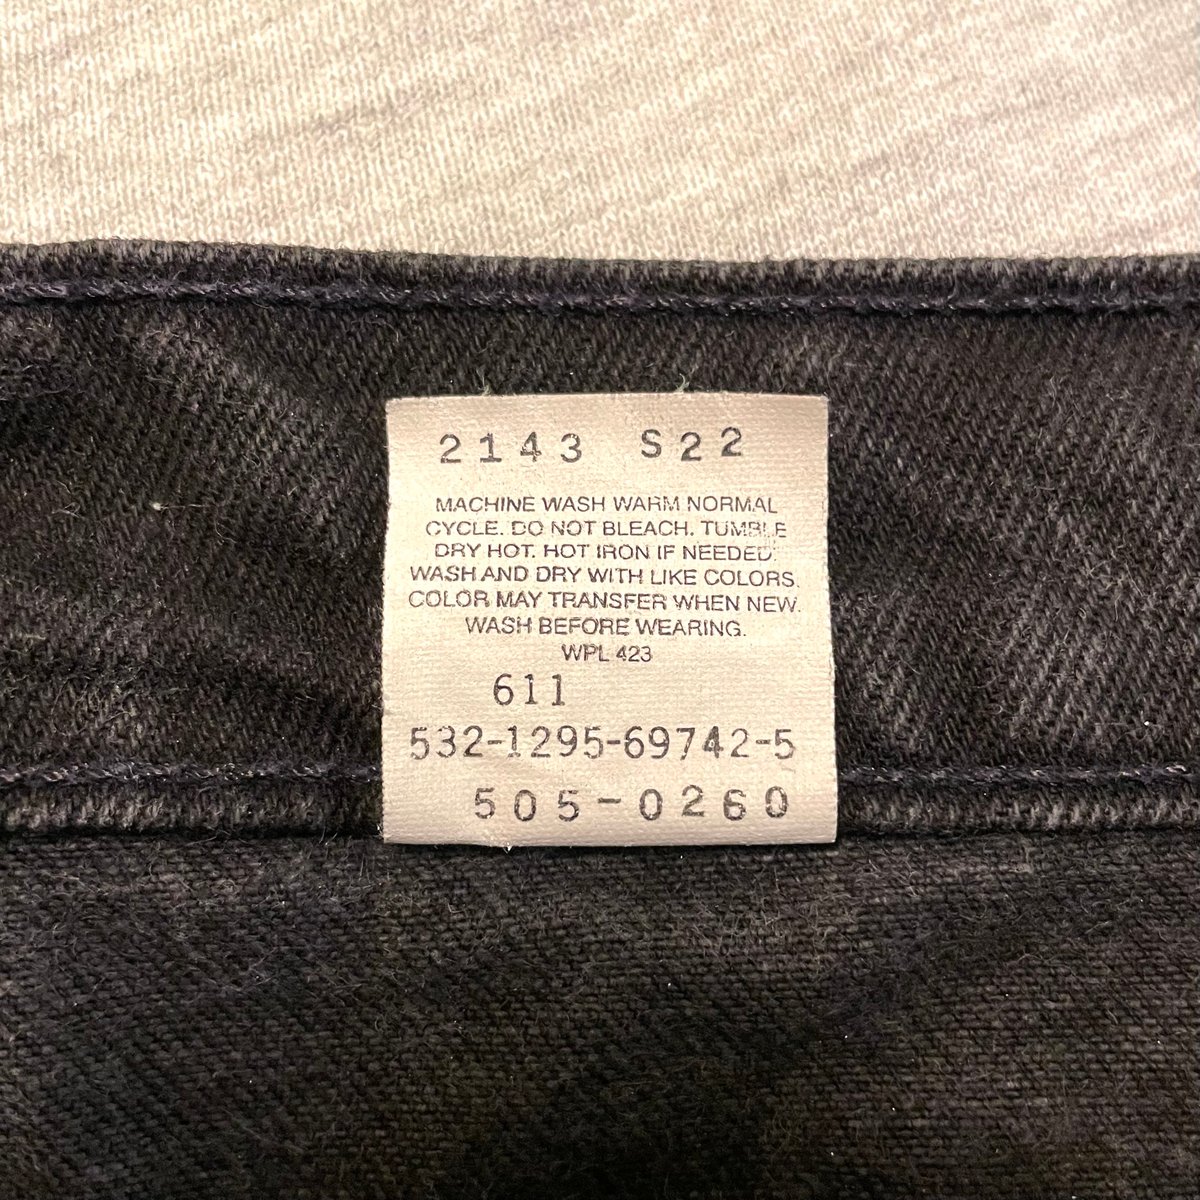 2143 S22
MACHINE WASH WARM NORMAL
CYCLE. DO NOT BLEACH. TUMBLE
DRY HOT. HOT IRON IF NEEDED.
WASH AND DRY WITH LIKE COLORS.
COLOR MAY TRANSFER WHEN NEW.
WASH BEFORE WEARING.
WPL 423
611
532-1295-69742-5
505-0260